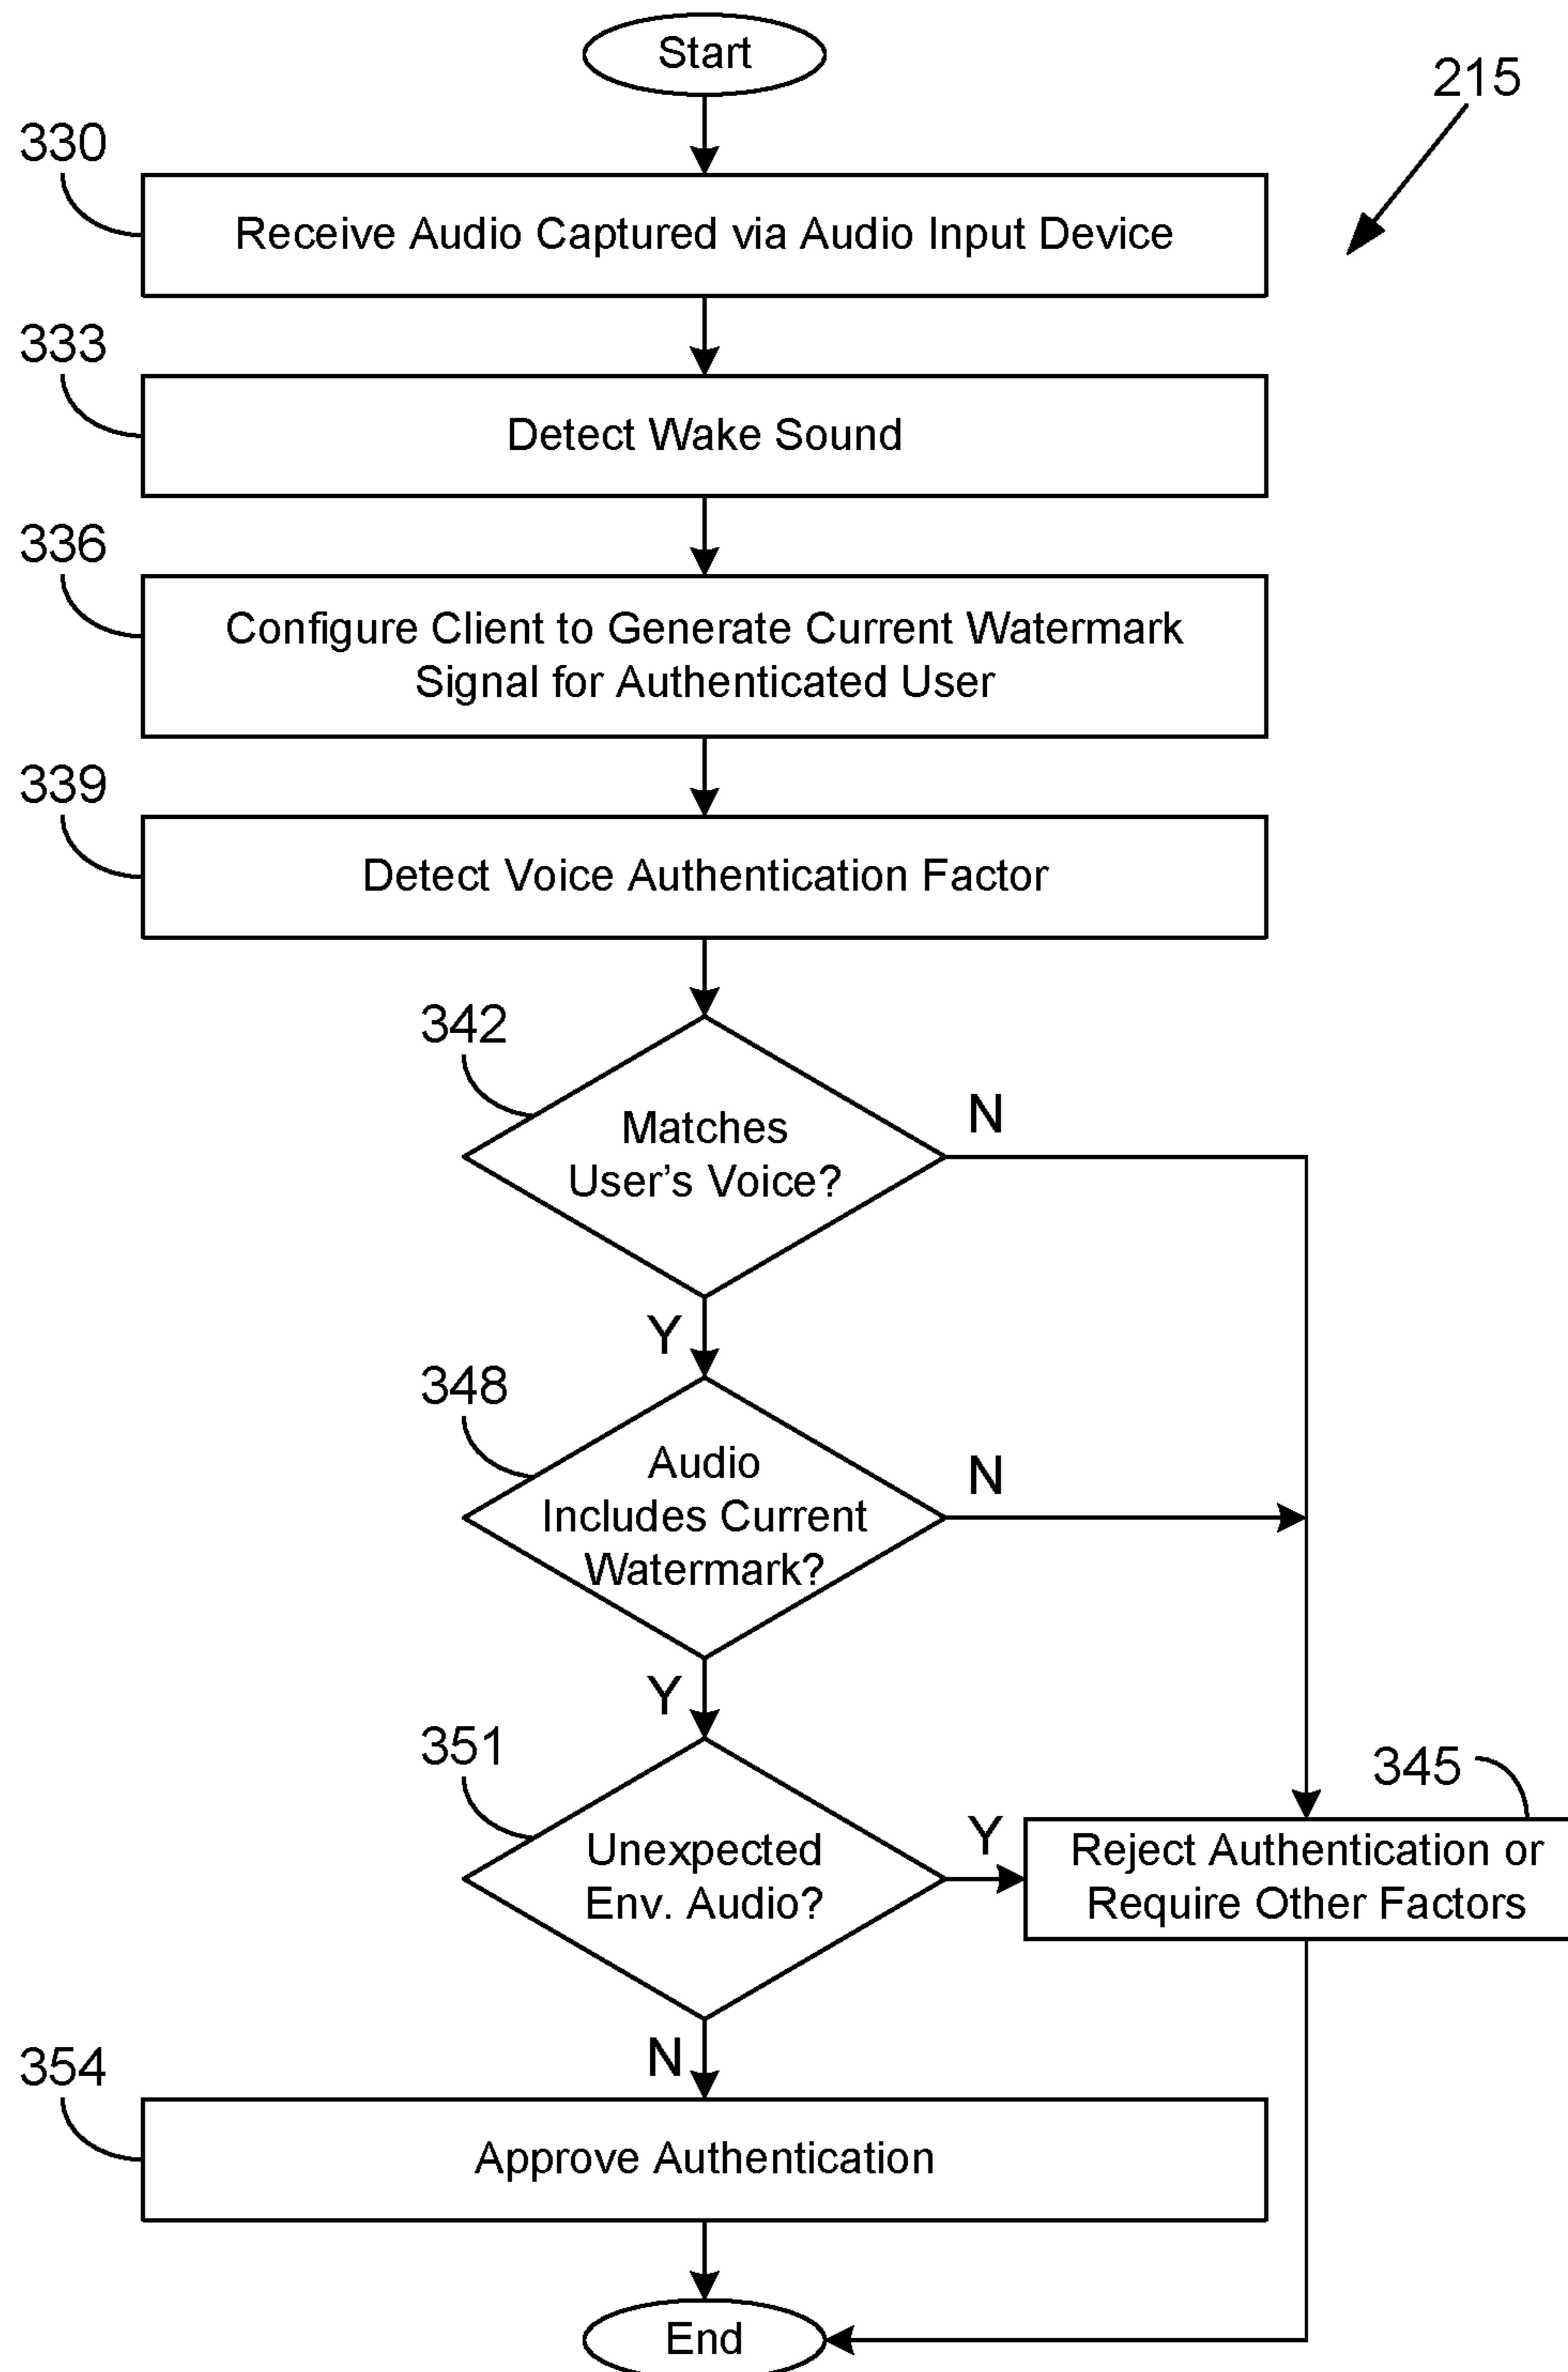 Start
215
330
Receive Audio Captured via Audio Input Device
333
Detect Wake Sound
336
Configure Client to Generate Current Watermark
Signal for Authenticated User
339
Detect Voice Authentication Factor
342
Matches
User’s Voice?
N
Y
348
Audio
Includes Current
Watermark?
N
Y
351
Unexpected
Env. Audio?
Y
345
Reject Authentication or
Require Other Factors
N
354
Approve Authentication
End